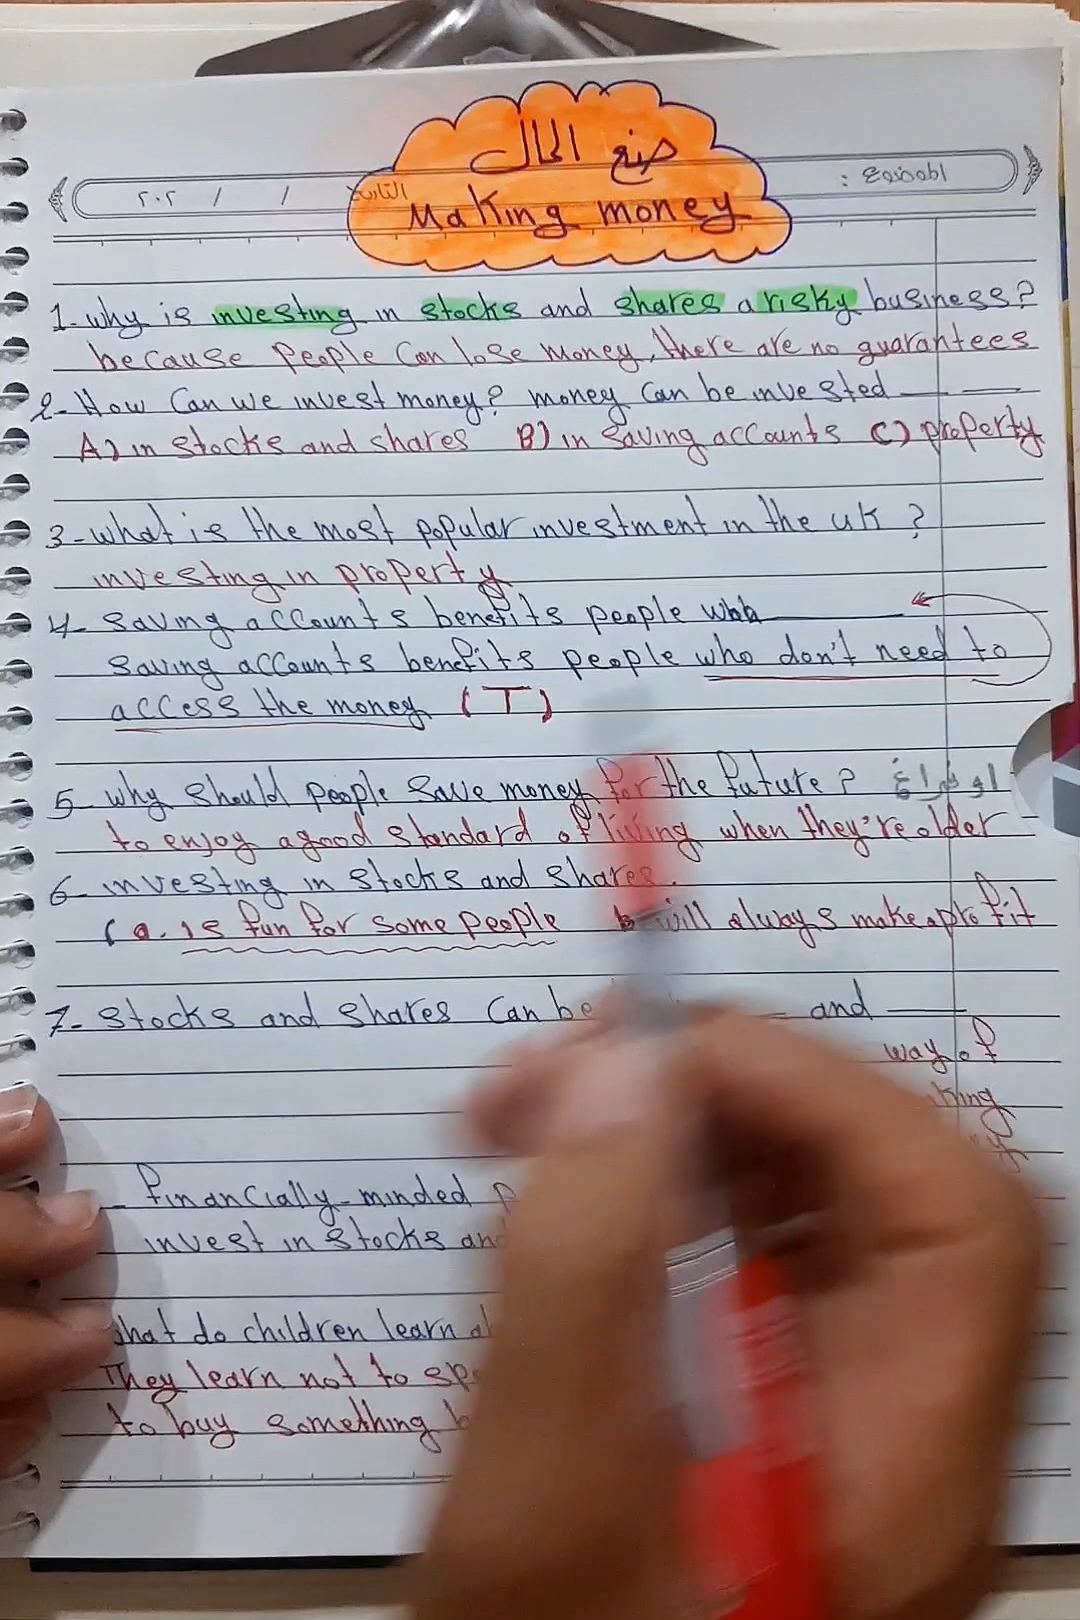 صنع المال
الموضوع :
التاريخ / / ٢٠٢
Making money
1- why is investing in stocks and shares a risky business?
because people can lose money, there are no guarantees
2- How can we invest money? money can be invested
A) in stocks and shares B) in saving accounts C) property
3- what is the most popular investment in the UK ?
investing in property
4- saving accounts benefits people
saving accounts benefits people who don't need to
access the money (T)
5- why should people save money for the future ? او فراغ
to enjoy a good standard of living when they're older
6- investing in stocks and shares.
(a. is fun for some people b will always make a profit
7- stocks and shares can be and
way of
financially-minded
invest in stocks
what do children learn
They learn not to
to buy something